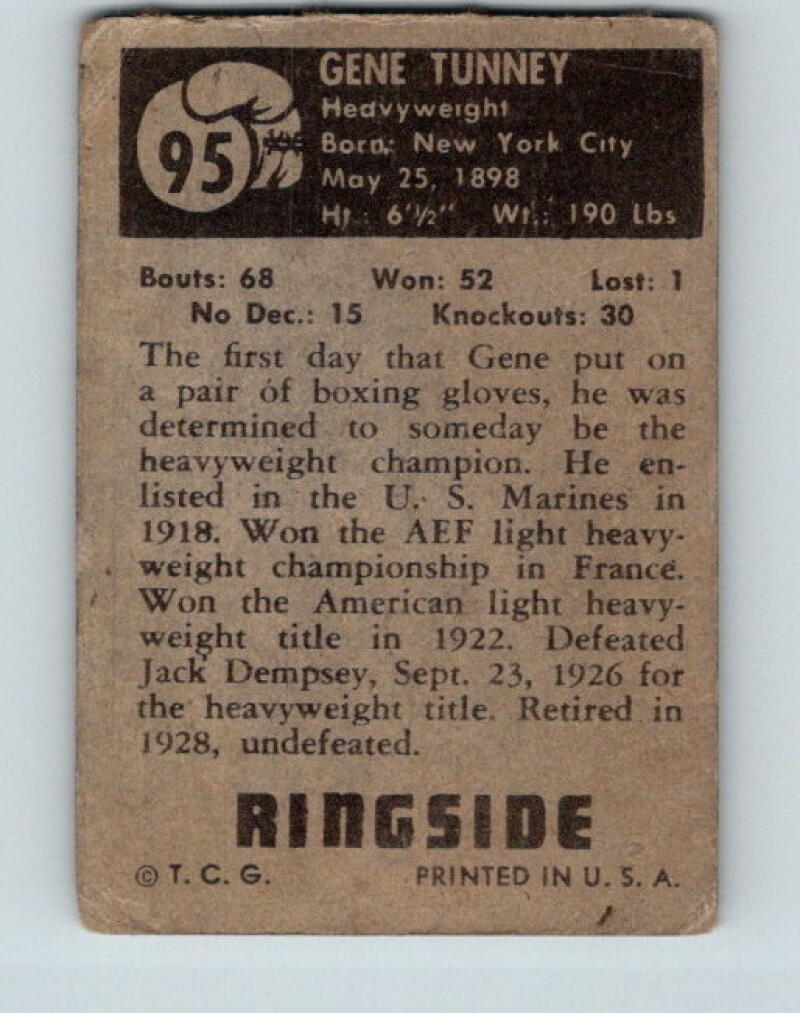 95
GENE TUNNEY
Heavyweight
Born: New York City
May 25, 1898
Ht.: 6'½" Wt.: 190 Lbs
Bouts: 68 Won: 52 Lost: 1
No Dec.: 15 Knockouts: 30
The first day that Gene put on
a pair of boxing gloves, he was
determined to someday be the
heavyweight champion. He en-
listed in the U. S. Marines in
1918. Won the AEF light heavy-
weight championship in France.
Won the American light heavy-
weight title in 1922. Defeated
Jack Dempsey, Sept. 23, 1926 for
the heavyweight title. Retired in
1928, undefeated.
RINGSIDE
© T. C. G. PRINTED IN U. S. A.